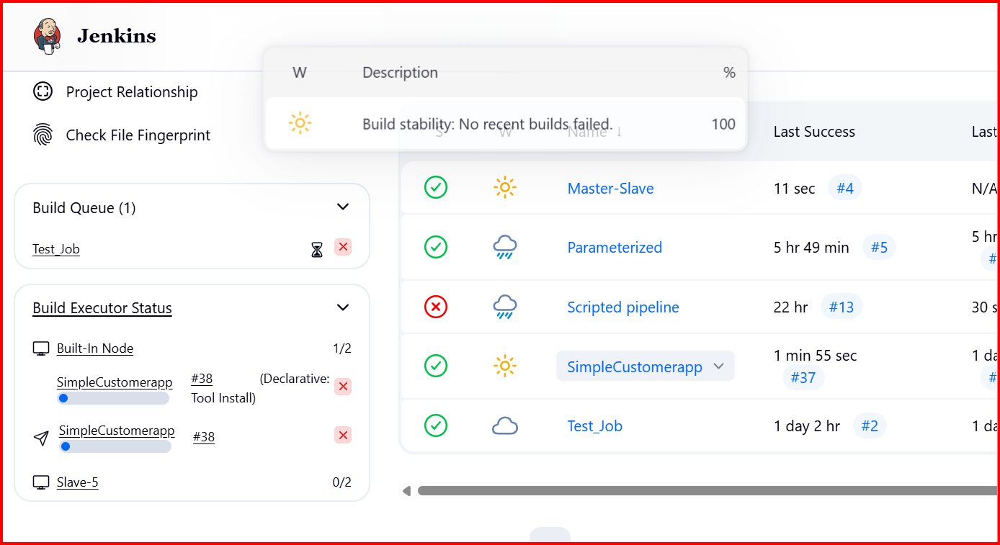 Jenkins
W Description %
Build stability: No recent builds failed. 100
Project Relationship
Check File Fingerprint
Build Queue (1)
Test_Job
Build Executor Status
Built-In Node 1/2
SimpleCustomerapp #38 (Declarative:
Tool Install)
SimpleCustomerapp #38
Slave-5 0/2
S W Name ↓ Last Success Last
Master-Slave 11 sec #4 N/A
Parameterized 5 hr 49 min #5 5 hr
#
Scripted pipeline 22 hr #13 30 s
SimpleCustomerapp 1 min 55 sec 1 da
#37 #
Test_Job 1 day 2 hr #2 1 da